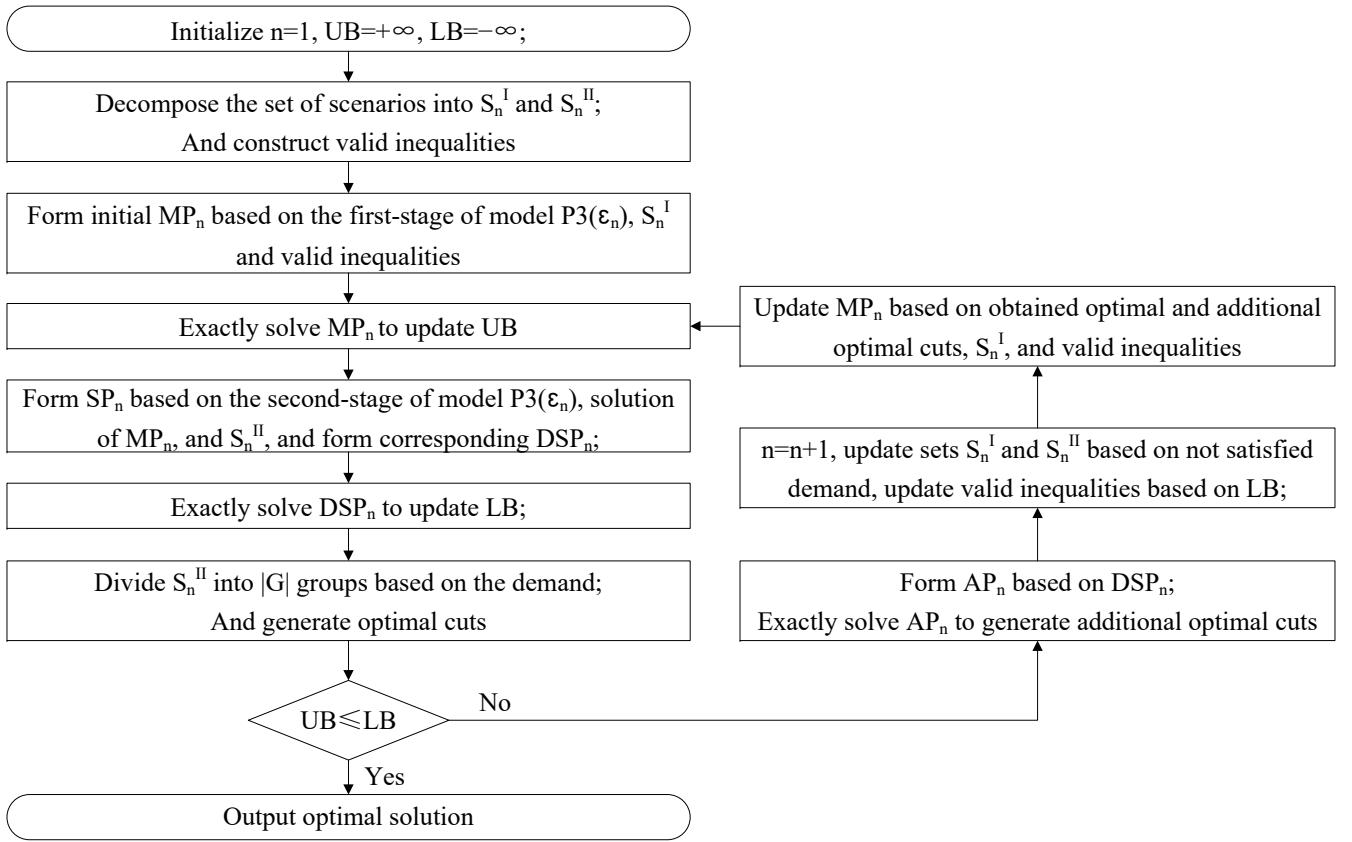 Initialize n=1, UB=+∞, LB=−∞;
Decompose the set of scenarios into Sₙᴵ and Sₙᴵᴵ;
And construct valid inequalities
Form initial MPₙ based on the first-stage of model P3(εₙ), Sₙᴵ
and valid inequalities
Exactly solve MPₙ to update UB
Form SPₙ based on the second-stage of model P3(εₙ), solution
of MPₙ, and Sₙᴵᴵ, and form corresponding DSPₙ;
Exactly solve DSPₙ to update LB;
Divide Sₙᴵᴵ into |G| groups based on the demand;
And generate optimal cuts
UB≤LB
No
Yes
Output optimal solution
Form APₙ based on DSPₙ;
Exactly solve APₙ to generate additional optimal cuts
n=n+1, update sets Sₙᴵ and Sₙᴵᴵ based on not satisfied
demand, update valid inequalities based on LB;
Update MPₙ based on obtained optimal and additional
optimal cuts, Sₙᴵ, and valid inequalities